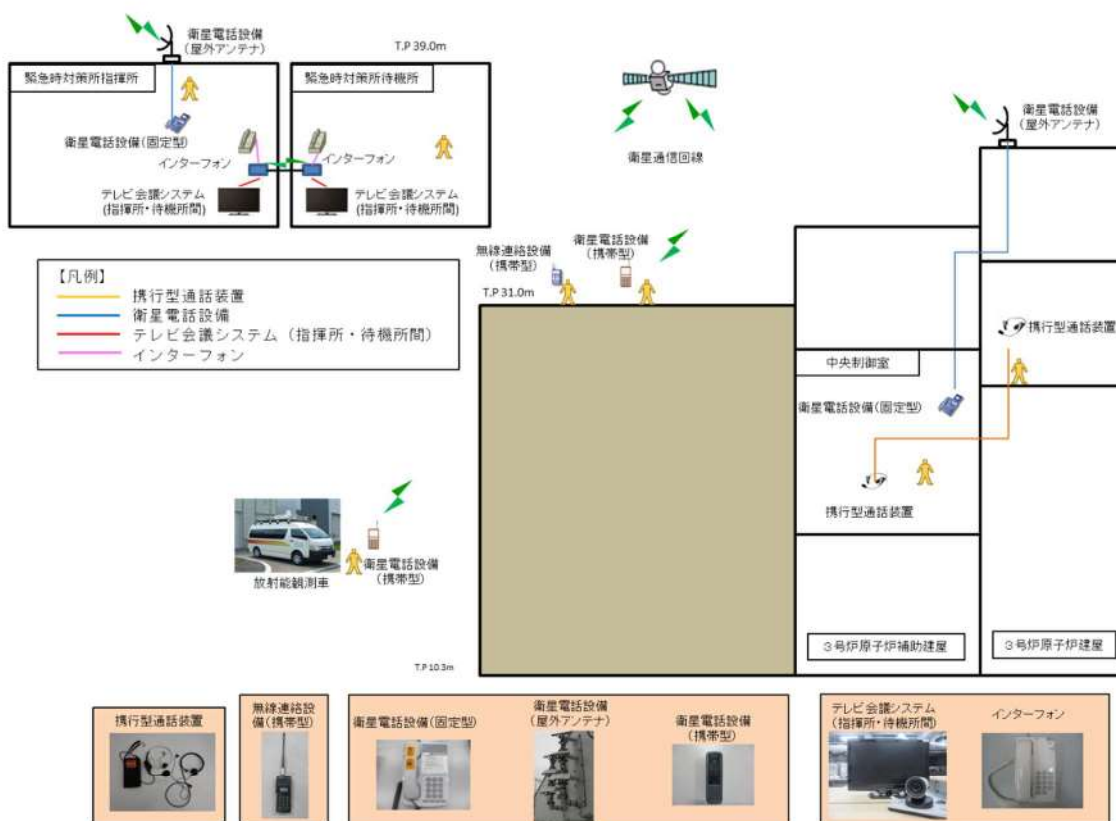 衛星電話設備
(屋外アンテナ)
T.P 39.0m
緊急時対策所指揮所
緊急時対策所待機所
衛星電話設備(固定型)
インターフォン
インターフォン
テレビ会議システム
(指揮所・待機所間)
テレビ会議システム
(指揮所・待機所間)
衛星通信回線
衛星電話設備
(屋外アンテナ)
【凡例】
携行型通話装置
衛星電話設備
テレビ会議システム（指揮所・待機所間）
インターフォン
無線連絡設備
(携帯型)
衛星電話設備
(携帯型)
T.P 31.0m
携行型通話装置
中央制御室
衛星電話設備(固定型)
携行型通話装置
放射能観測車
衛星電話設備
(携帯型)
３号炉原子炉補助建屋
３号炉原子炉建屋
T.P 10.3m
携行型通話装置
無線連絡設
備(携帯型)
衛星電話設備(固定型)
衛星電話設備
(屋外アンテナ)
衛星電話設備
(携帯型)
テレビ会議システム
(指揮所・待機所間)
インターフォン